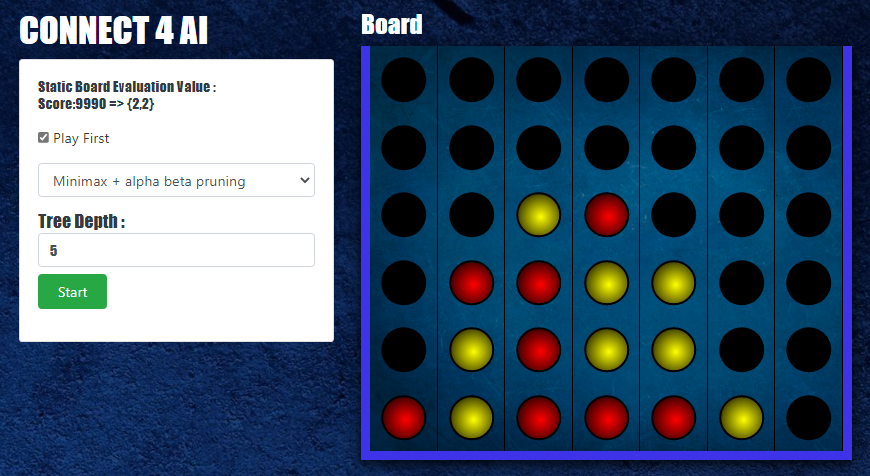 CONNECT 4 AI
Static Board Evaluation Value :
Score:9990 => {2,2}
Play First
Minimax + alpha beta pruning
Tree Depth :
5
Start
Board